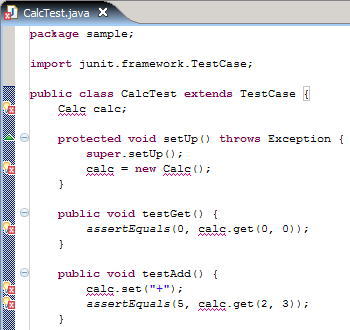 CalcTest.java
package sample;
import junit.framework.TestCase;
public class CalcTest extends TestCase {
Calc calc;
protected void setUp() throws Exception {
super.setUp();
calc = new Calc();
}
public void testGet() {
assertEquals(0, calc.get(0, 0));
}
public void testAdd() {
calc.set("+");
assertEquals(5, calc.get(2, 3));
}